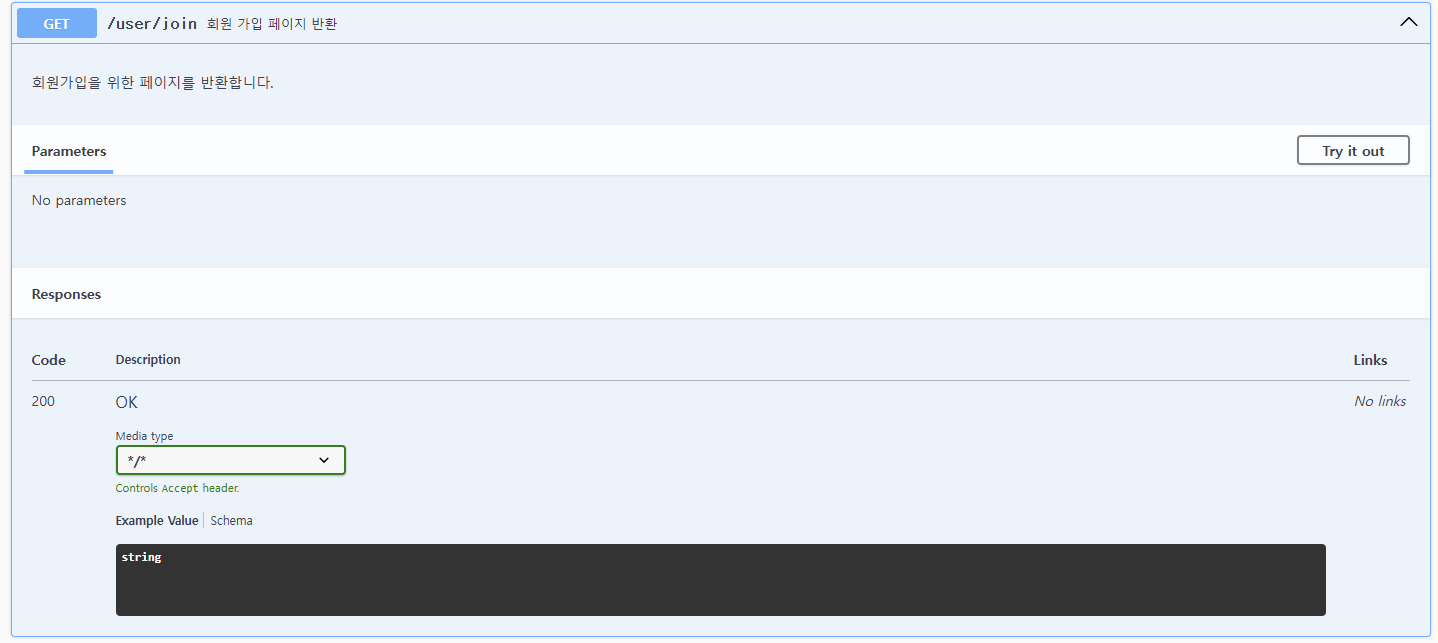 GET /user/join 회원 가입 페이지 반환
회원가입을 위한 페이지를 반환합니다.
Parameters Try it out
No parameters
Responses
Code Description Links
200 OK No links
Media type
*/*
Controls Accept header.
Example Value Schema
string